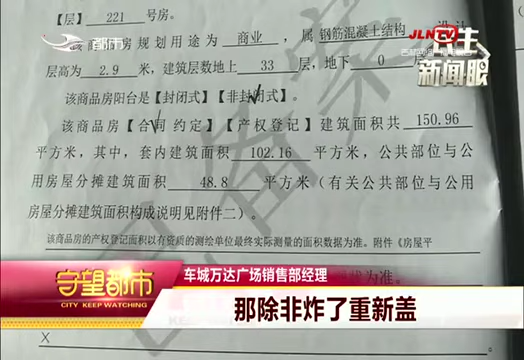 【层】 221 号房。
JLNTV
都市
商品房规划用途为 商业 ，属 钢筋混凝土结构
民生
新闻眼
层高为 2.9 米，建筑层数地上 33 层，地下 0 层
该商品房阳台是【封闭式】【非封闭式】。
该商品房【合同约定】【产权登记】建筑面积共 150.96
平方米，其中，套内建筑面积 102.16 平方米，公共部位与公
用房屋分摊建筑面积 48.8 平方米（有关公共部位与公用
房屋分摊建筑面积构成说明见附件二）。
该商品房的产权登记面积以有资质的测绘单位最终实际测量的面积数据为准。附件《房屋平
为准。
守望都市
CITY KEEP WATCHING
车城万达广场销售部经理
那除非炸了重新盖
X